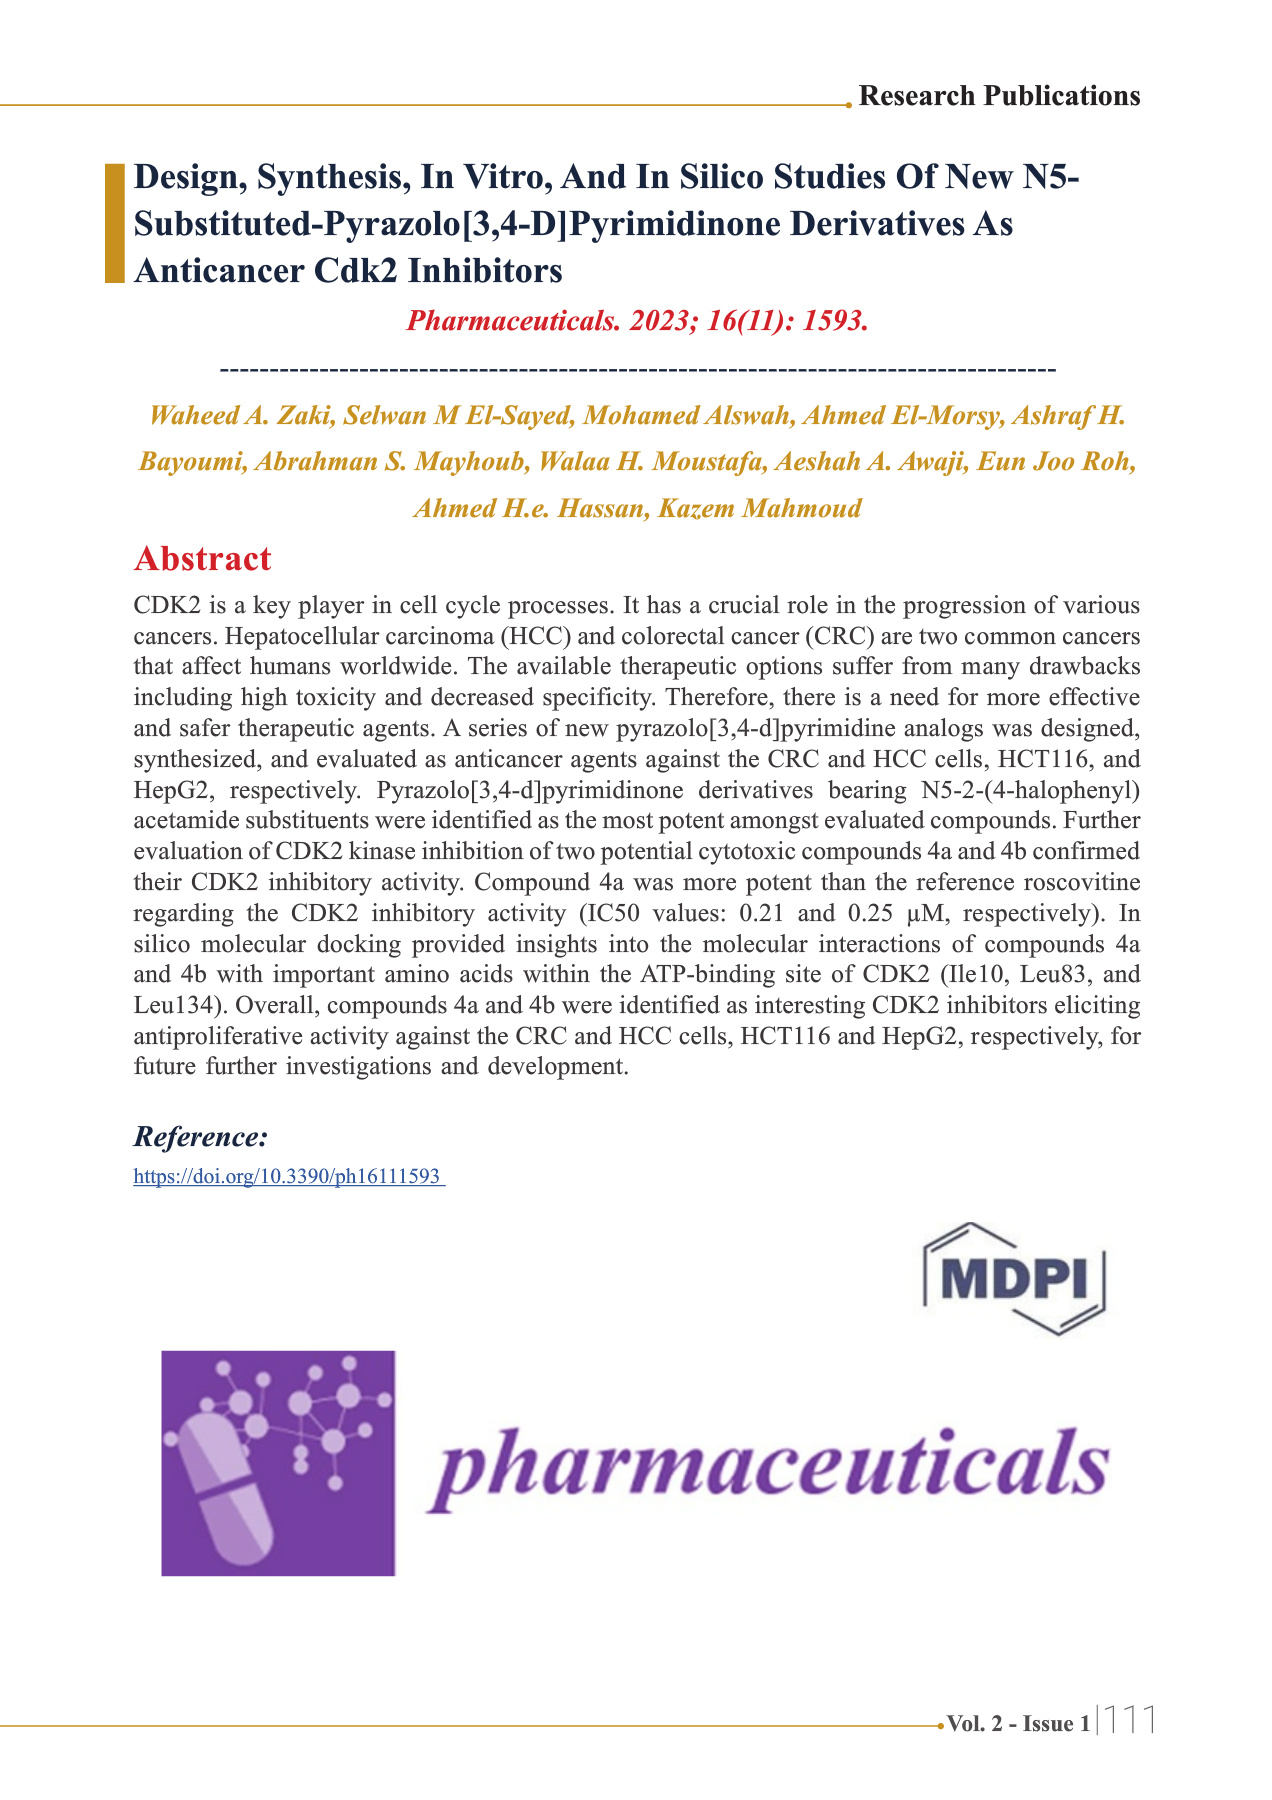 Research Publications
Design, Synthesis, In Vitro, And In Silico Studies Of New N5-
Substituted-Pyrazolo[3,4-D]Pyrimidinone Derivatives As
Anticancer Cdk2 Inhibitors
Pharmaceuticals. 2023; 16(11): 1593.
-------------------------------------------------------------------------------------
Waheed A. Zaki, Selwan M El-Sayed, Mohamed Alswah, Ahmed El-Morsy, Ashraf H.
Bayoumi, Abrahman S. Mayhoub, Walaa H. Moustafa, Aeshah A. Awaji, Eun Joo Roh,
Ahmed H.e. Hassan, Kazem Mahmoud
Abstract
CDK2 is a key player in cell cycle processes. It has a crucial role in the progression of various
cancers. Hepatocellular carcinoma (HCC) and colorectal cancer (CRC) are two common cancers
that affect humans worldwide. The available therapeutic options suffer from many drawbacks
including high toxicity and decreased specificity. Therefore, there is a need for more effective
and safer therapeutic agents. A series of new pyrazolo[3,4-d]pyrimidine analogs was designed,
synthesized, and evaluated as anticancer agents against the CRC and HCC cells, HCT116, and
HepG2, respectively. Pyrazolo[3,4-d]pyrimidinone derivatives bearing N5-2-(4-halophenyl)
acetamide substituents were identified as the most potent amongst evaluated compounds. Further
evaluation of CDK2 kinase inhibition of two potential cytotoxic compounds 4a and 4b confirmed
their CDK2 inhibitory activity. Compound 4a was more potent than the reference roscovitine
regarding the CDK2 inhibitory activity (IC50 values: 0.21 and 0.25 μM, respectively). In
silico molecular docking provided insights into the molecular interactions of compounds 4a
and 4b with important amino acids within the ATP-binding site of CDK2 (Ile10, Leu83, and
Leu134). Overall, compounds 4a and 4b were identified as interesting CDK2 inhibitors eliciting
antiproliferative activity against the CRC and HCC cells, HCT116 and HepG2, respectively, for
future further investigations and development.
Reference:
https://doi.org/10.3390/ph16111593
MDPI
pharmaceuticals
Vol. 2 - Issue 1|111